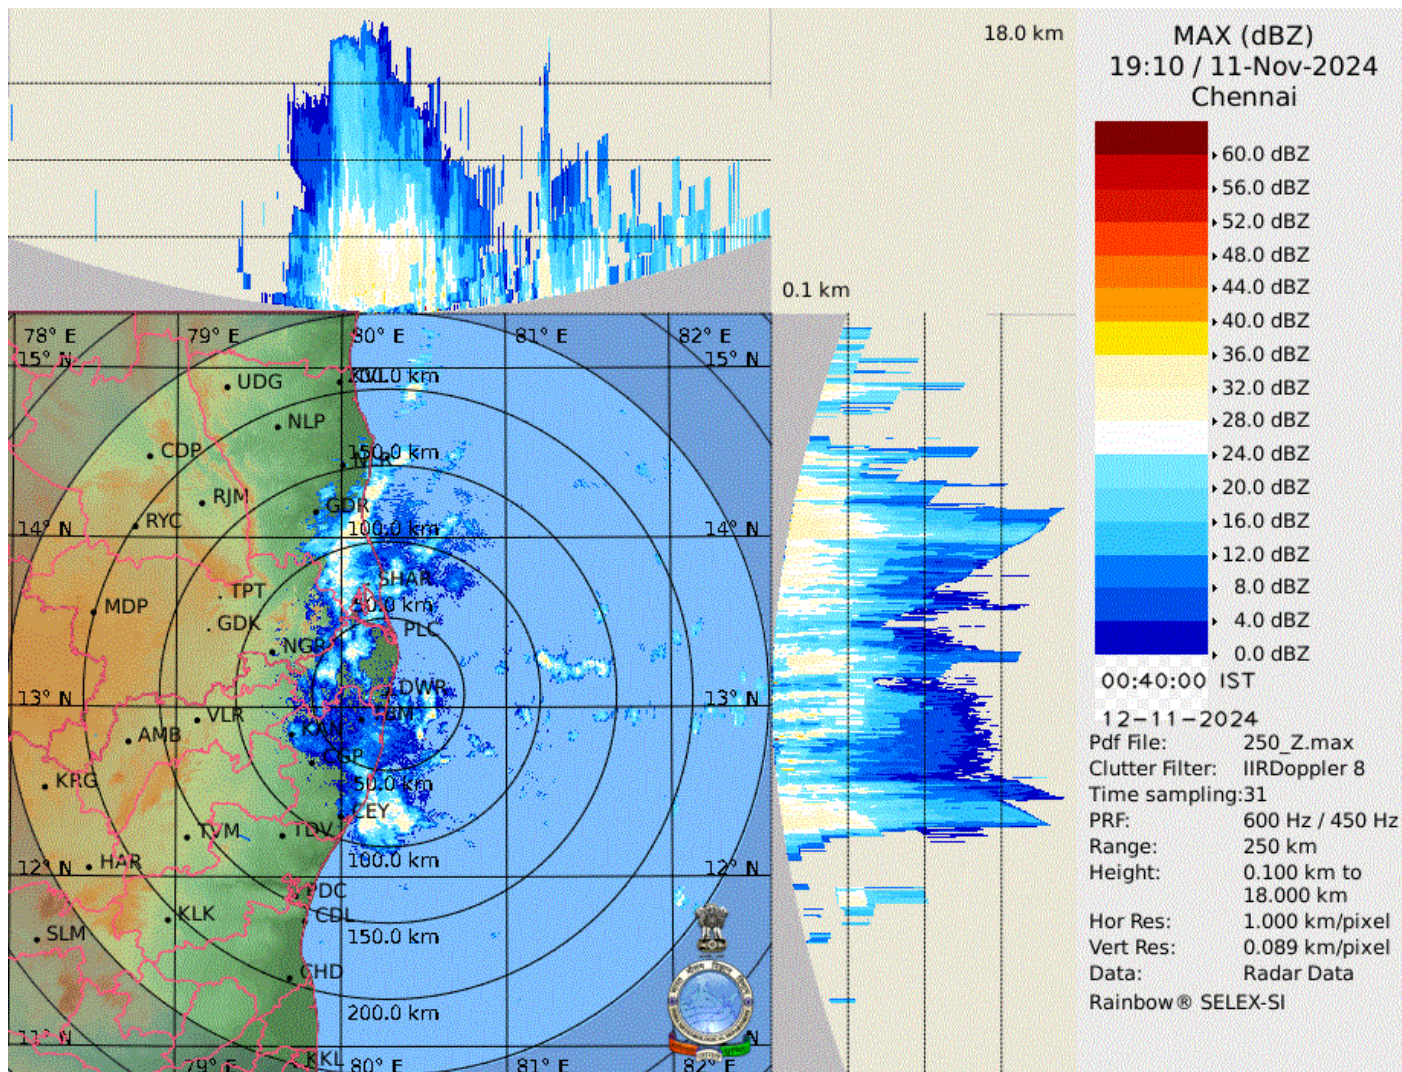 18.0 km
0.1 km
MAX (dBZ)
19:10 / 11-Nov-2024
Chennai
60.0 dBZ
56.0 dBZ
52.0 dBZ
48.0 dBZ
44.0 dBZ
40.0 dBZ
36.0 dBZ
32.0 dBZ
28.0 dBZ
24.0 dBZ
20.0 dBZ
16.0 dBZ
12.0 dBZ
8.0 dBZ
4.0 dBZ
0.0 dBZ
00:40:00 IST
12-11-2024
Pdf File: 250_Z.max
Clutter Filter: IIRDoppler 8
Time sampling:31
PRF: 600 Hz / 450 Hz
Range: 250 km
Height: 0.100 km to
18.000 km
Hor Res: 1.000 km/pixel
Vert Res: 0.089 km/pixel
Data: Radar Data
Rainbow® SELEX-SI
78° E 79° E 80° E 81° E 82° E
15° N 15° N
UDG
KVL
200.0 km
NLP
CDP
150.0 km
NLR
RJM
GDR
RYC
14° N 100.0 km 14° N
SHAR
TPT
MDP
50.0 km
GDK
PLC
NGR
DWR
13° N 13° N
VLR
AMB
KAN
CGP
KRG
50.0 km
CEY
TVM
TDV
HAR
100.0 km
12° N 12° N
PDC
KLK
CDL
SLM
150.0 km
CHD
200.0 km
11° N
KKL
79° E 80° E 81° E 82° E